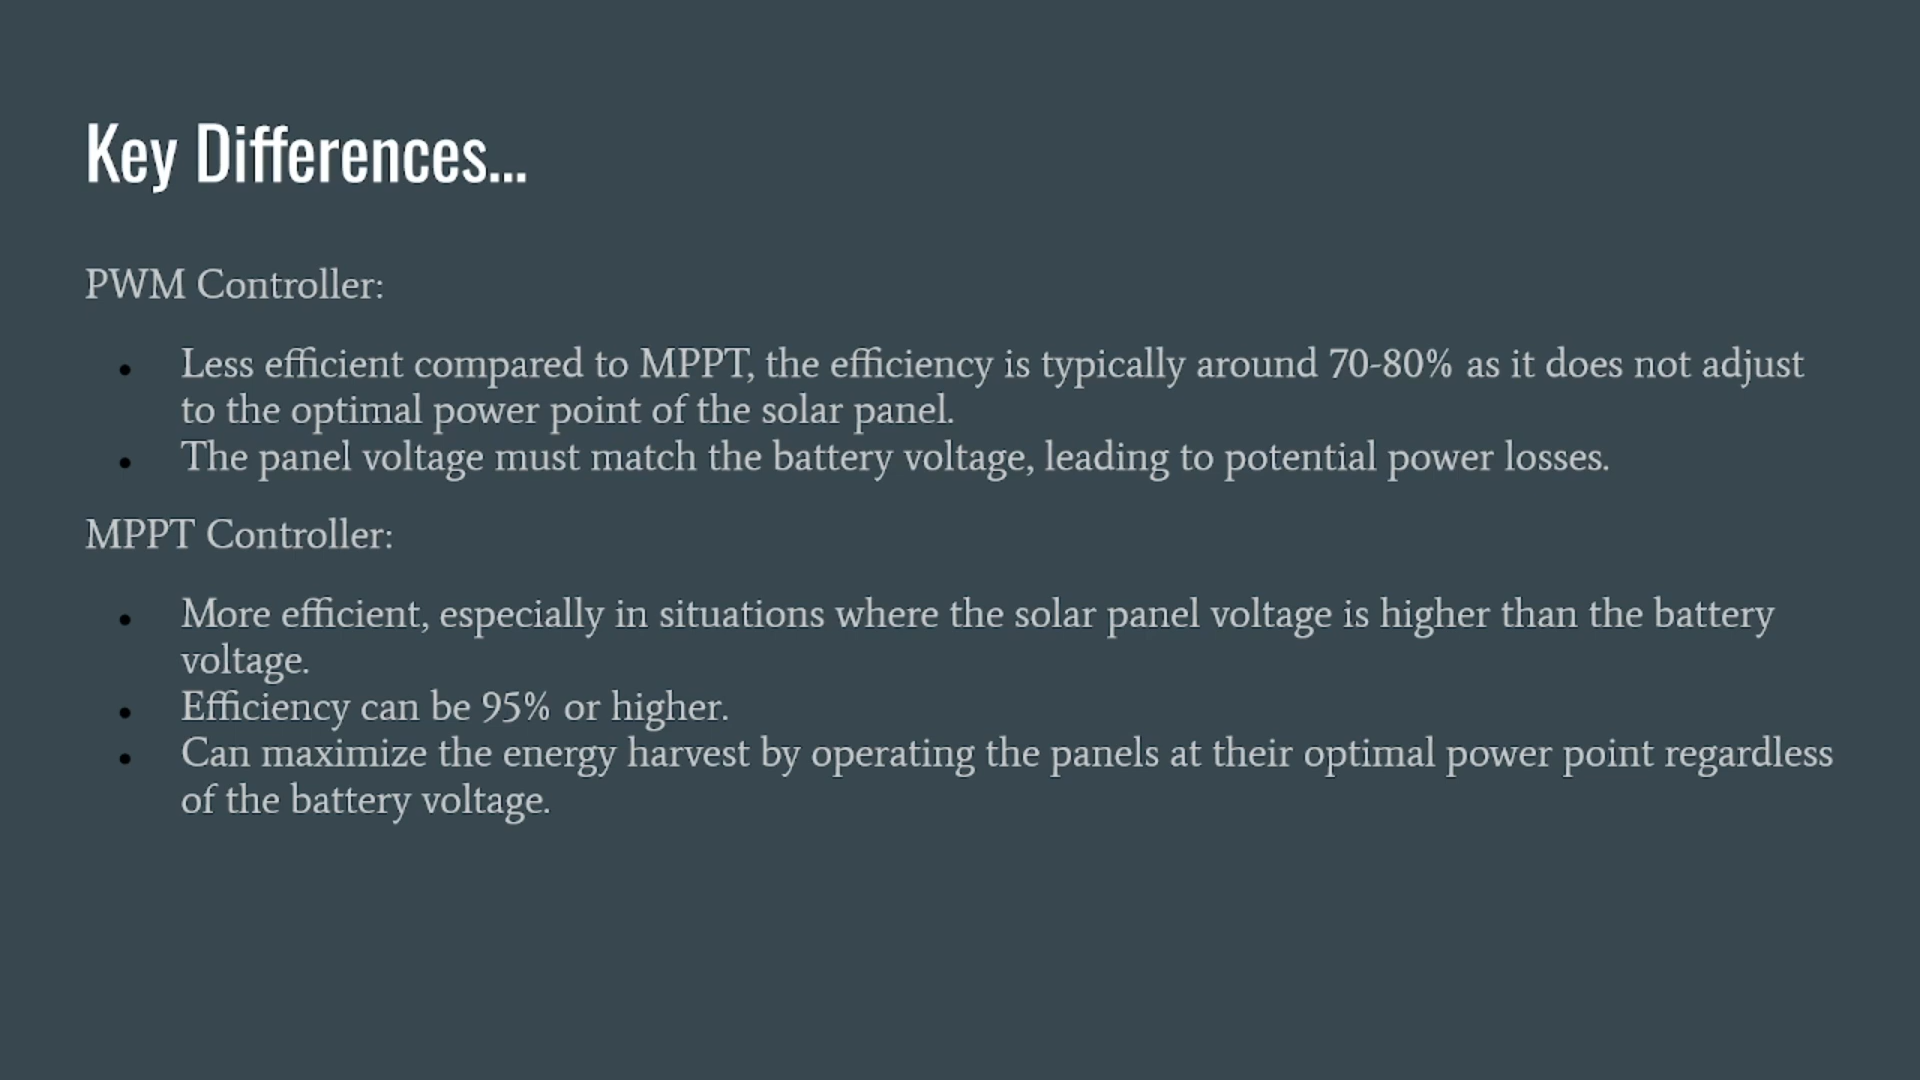 Key Differences...
PWM Controller:
● Less efficient compared to MPPT, the efficiency is typically around 70-80% as it does not adjust
to the optimal power point of the solar panel.
● The panel voltage must match the battery voltage, leading to potential power losses.
MPPT Controller:
● More efficient, especially in situations where the solar panel voltage is higher than the battery
voltage.
● Efficiency can be 95% or higher.
● Can maximize the energy harvest by operating the panels at their optimal power point regardless
of the battery voltage.